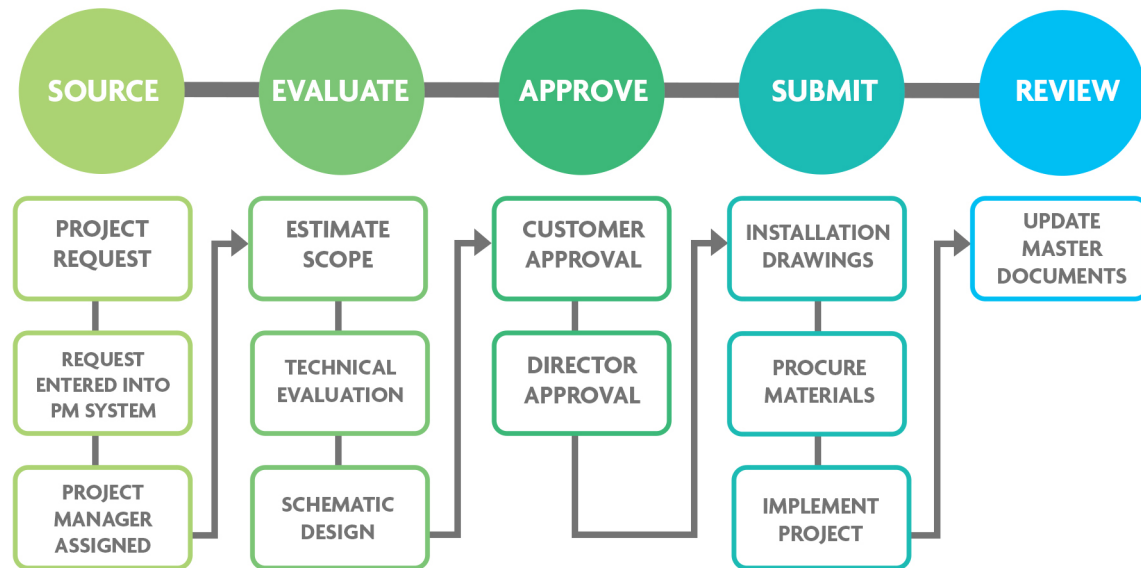 SOURCE
EVALUATE
APPROVE
SUBMIT
REVIEW
PROJECT
REQUEST
REQUEST
ENTERED INTO
PM SYSTEM
PROJECT
MANAGER
ASSIGNED
ESTIMATE
SCOPE
TECHNICAL
EVALUATION
SCHEMATIC
DESIGN
CUSTOMER
APPROVAL
DIRECTOR
APPROVAL
INSTALLATION
DRAWINGS
PROCURE
MATERIALS
IMPLEMENT
PROJECT
UPDATE
MASTER
DOCUMENTS